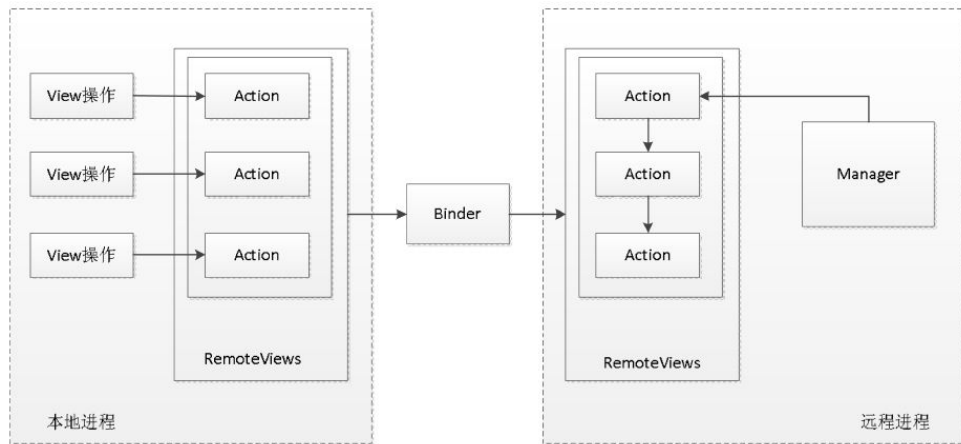 View操作
Action
Action
View操作
Action
Action
Manager
Binder
View操作
Action
Action
RemoteViews
RemoteViews
本地进程
远程进程